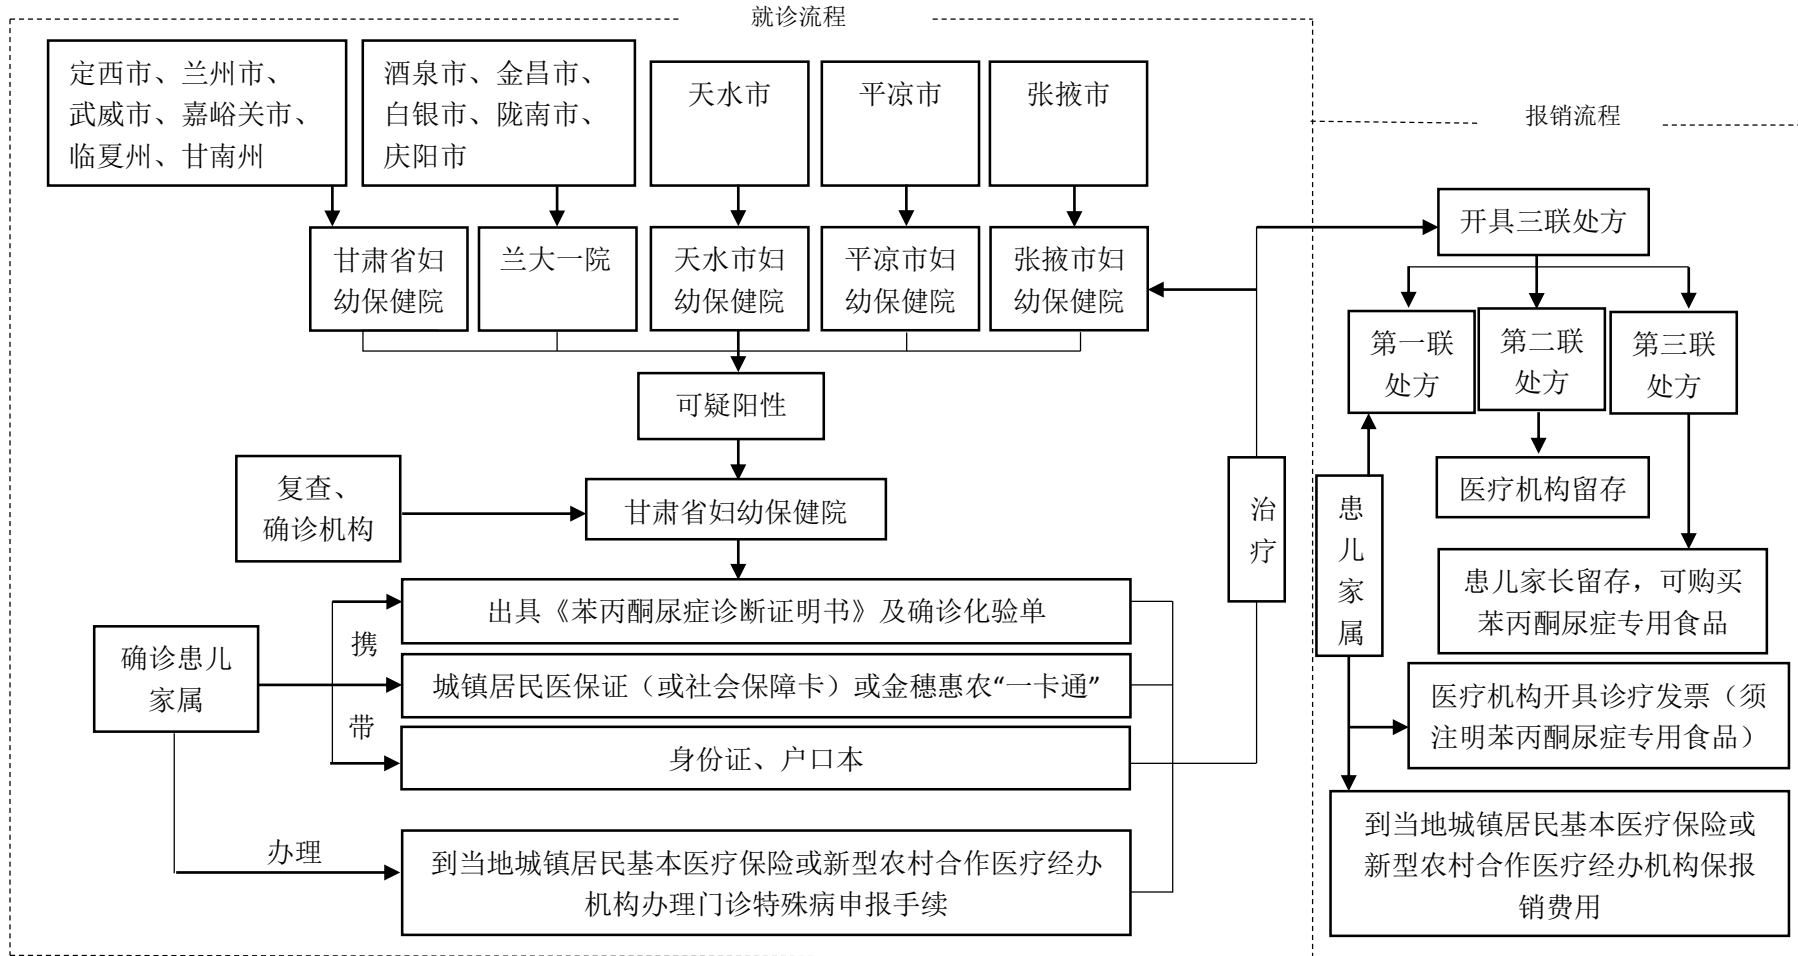 就诊流程
定西市、兰州市、
武威市、嘉峪关市、
临夏州、甘南州
酒泉市、金昌市、
白银市、陇南市、
庆阳市
天水市
平凉市
张掖市
甘肃省妇
幼保健院
兰大一院
天水市妇
幼保健院
平凉市妇
幼保健院
张掖市妇
幼保健院
可疑阳性
复查、
确诊机构
甘肃省妇幼保健院
确诊患儿
家属
携
带
出具《苯丙酮尿症诊断证明书》及确诊化验单
城镇居民医保证（或社会保障卡）或金穗惠农“一卡通”
身份证、户口本
办理
到当地城镇居民基本医疗保险或新型农村合作医疗经办
机构办理门诊特殊病申报手续
治
疗
报销流程
开具三联处方
第一联
处方
第二联
处方
第三联
处方
医疗机构留存
患儿家长留存，可购买
苯丙酮尿症专用食品
患
儿
家
属
医疗机构开具诊疗发票（须
注明苯丙酮尿症专用食品）
到当地城镇居民基本医疗保险或
新型农村合作医疗经办机构保报
销费用